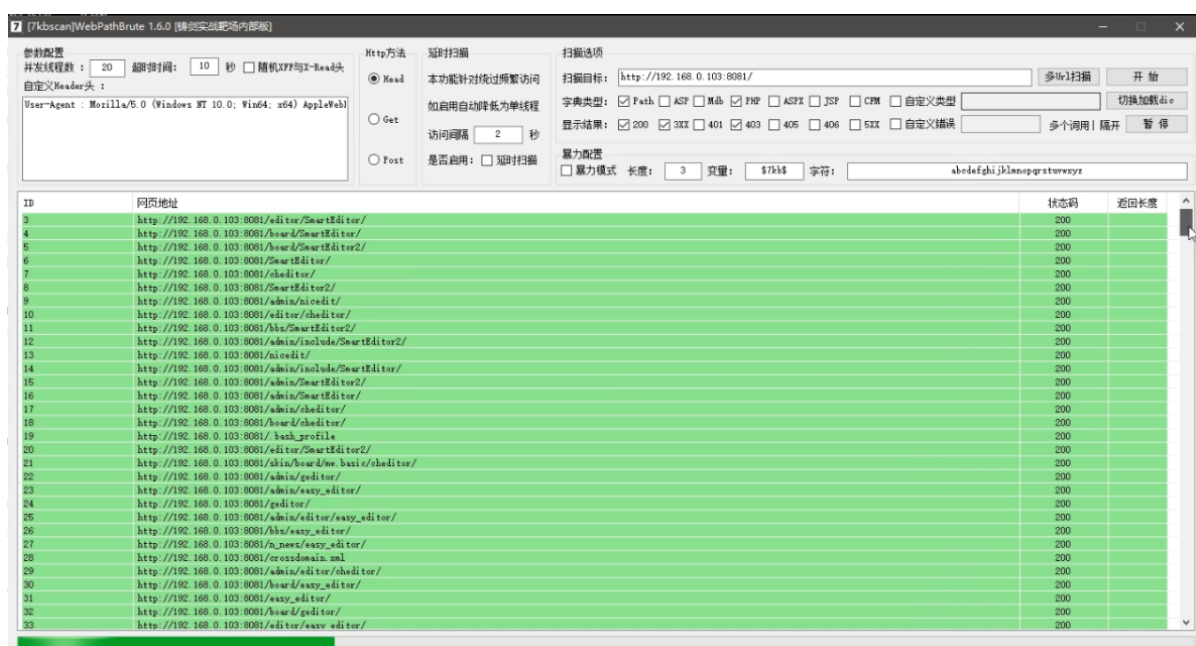 7 [7kbscan]WebPathBrute 1.6.0 [铸剑实战靶场内部版]
参数配置
并发线程数： 20 超时时间： 10 秒 随机XFF与X-Read头
自定义Header头 ：
User-Agent : Mozilla/5.0 (Windows NT 10.0; Win64; x64) AppleWebl
Http方法
Head
Get
Post
延时扫描
本功能针对绕过频繁访问
如启用自动降低为单线程
访问间隔 2 秒
是否启用： 延时扫描
扫描选项
扫描目标： http://192.168.0.103:8081/ 多Url扫描 开 始
字典类型： Path ASP Mdb PHP ASPX JSP CFM 自定义类型 切换加载dic
显示结果： 200 3XX 401 403 405 406 5XX 自定义错误 多个词用|隔开 暂 停
暴力配置
暴力模式 长度： 3 变量： $7kb$ 字符： abcdefghijklmnopqrstuvwxyz
ID 网页地址 状态码 返回长度
3 http://192.168.0.103:8081/editor/SmartEditor/ 200
4 http://192.168.0.103:8081/board/SmartEditor/ 200
5 http://192.168.0.103:8081/board/SmartEditor2/ 200
6 http://192.168.0.103:8081/SmartEditor/ 200
7 http://192.168.0.103:8081/cheditor/ 200
8 http://192.168.0.103:8081/SmartEditor2/ 200
9 http://192.168.0.103:8081/admin/nicedit/ 200
10 http://192.168.0.103:8081/editor/cheditor/ 200
11 http://192.168.0.103:8081/bbs/SmartEditor2/ 200
12 http://192.168.0.103:8081/admin/include/SmartEditor2/ 200
13 http://192.168.0.103:8081/nicedit/ 200
14 http://192.168.0.103:8081/admin/include/SmartEditor/ 200
15 http://192.168.0.103:8081/admin/SmartEditor2/ 200
16 http://192.168.0.103:8081/admin/SmartEditor/ 200
17 http://192.168.0.103:8081/admin/cheditor/ 200
18 http://192.168.0.103:8081/board/cheditor/ 200
19 http://192.168.0.103:8081/.bash_profile 200
20 http://192.168.0.103:8081/editor/SmartEditor2/ 200
21 http://192.168.0.103:8081/skin/board/mw.basic/cheditor/ 200
22 http://192.168.0.103:8081/admin/geditor/ 200
23 http://192.168.0.103:8081/admin/easy_editor/ 200
24 http://192.168.0.103:8081/geditor/ 200
25 http://192.168.0.103:8081/admin/editor/easy_editor/ 200
26 http://192.168.0.103:8081/bbs/easy_editor/ 200
27 http://192.168.0.103:8081/n_news/easy_editor/ 200
28 http://192.168.0.103:8081/crossdomain.xml 200
29 http://192.168.0.103:8081/admin/editor/cheditor/ 200
30 http://192.168.0.103:8081/board/easy_editor/ 200
31 http://192.168.0.103:8081/easy_editor/ 200
32 http://192.168.0.103:8081/board/geditor/ 200
33 http://192.168.0.103:8081/editor/easy_editor/ 200